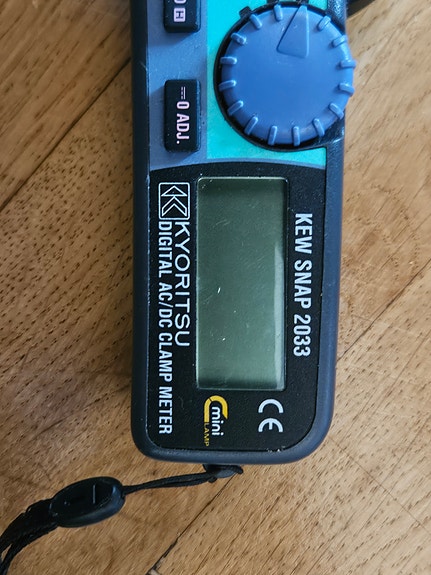 ⎓0 ADJ.
KEW SNAP 2033
KYORITSU
DIGITAL AC/DC CLAMP METER
mini
CLAMP
CE